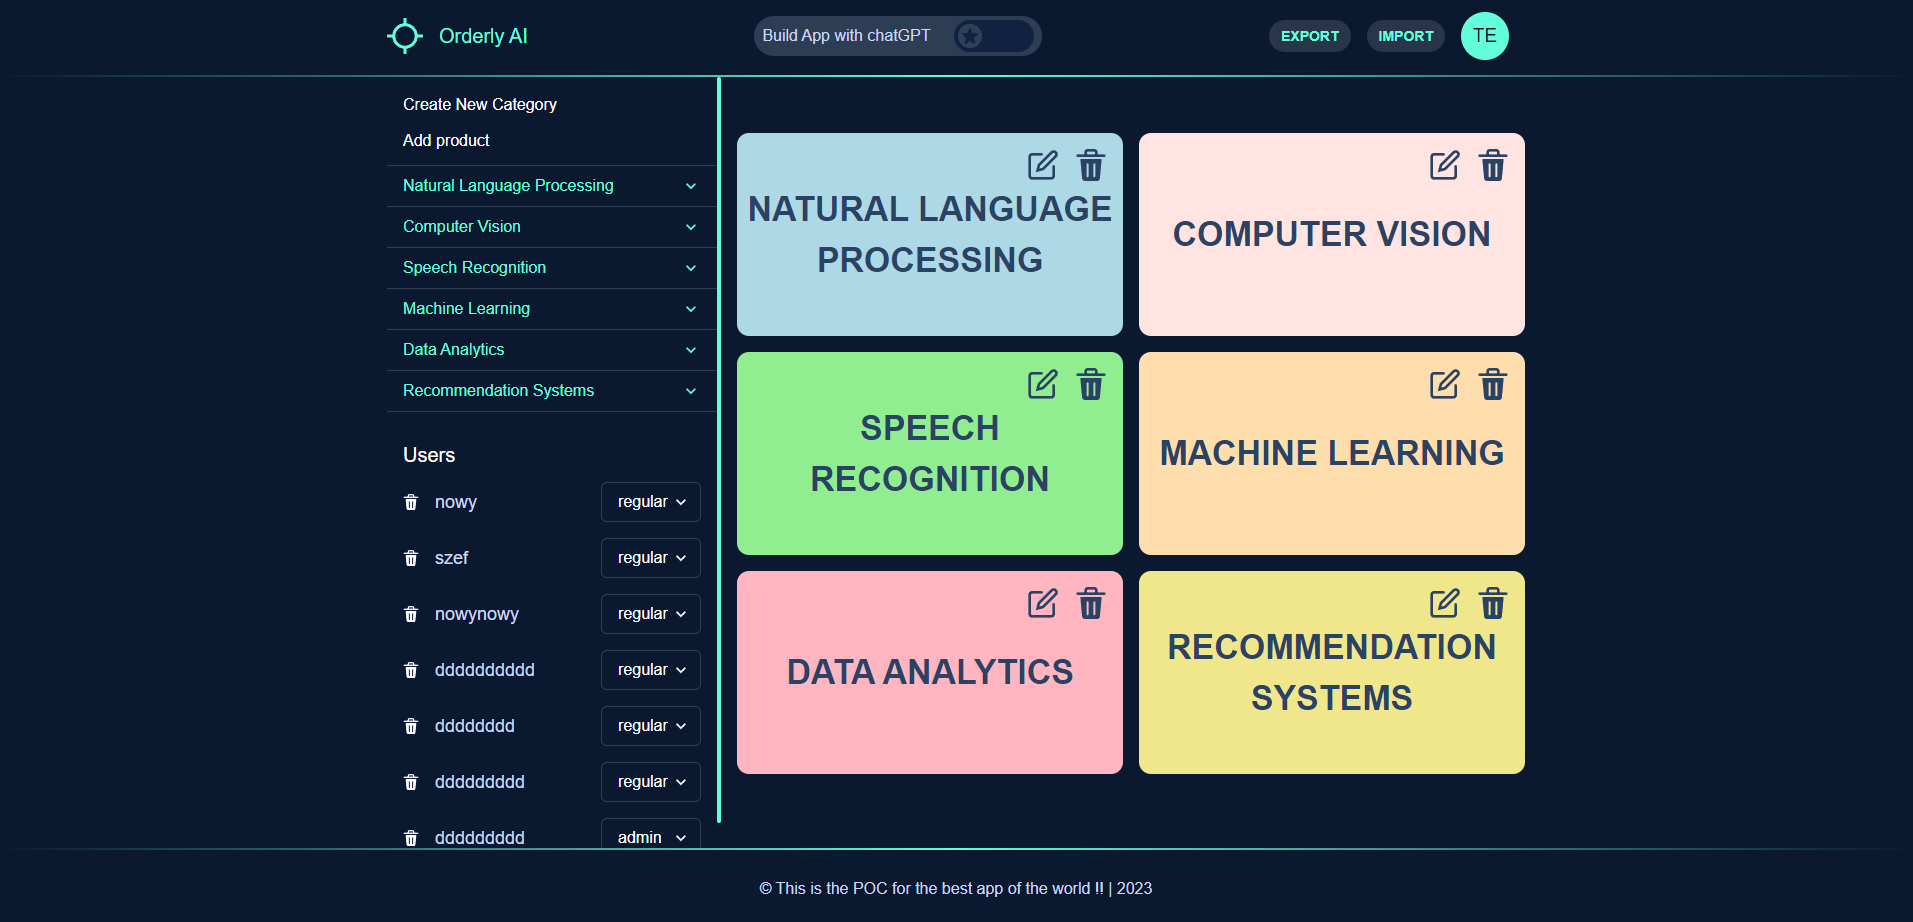 Orderly AI
Build App with chatGPT
EXPORT
IMPORT
TE
Create New Category
Add product
Natural Language Processing
Computer Vision
Speech Recognition
Machine Learning
Data Analytics
Recommendation Systems
Users
nowy regular
szef regular
nowynowy regular
dddddddddd regular
dddddddd regular
ddddddddd regular
ddddddddd admin
NATURAL LANGUAGE
PROCESSING
COMPUTER VISION
SPEECH
RECOGNITION
MACHINE LEARNING
DATA ANALYTICS
RECOMMENDATION
SYSTEMS
© This is the POC for the best app of the world !! | 2023